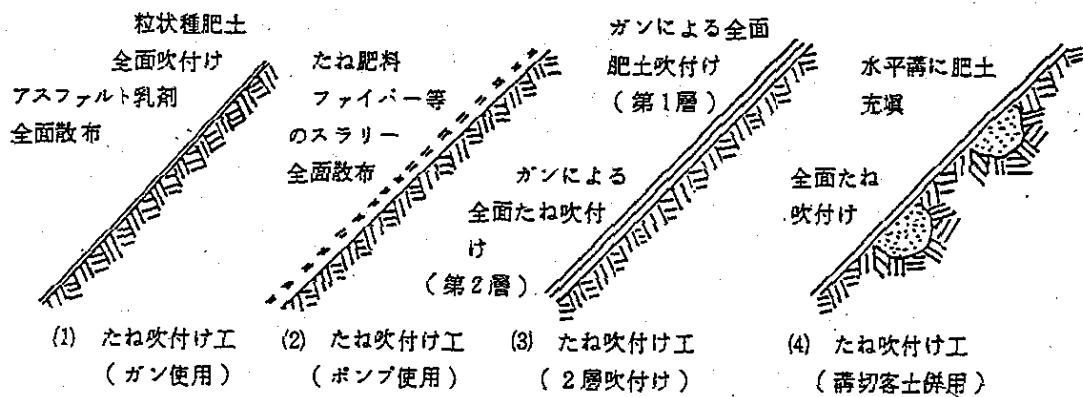 粒状種肥土
全面吹付け
アスファルト乳剤
全面散布
(1) たね吹付け工
(ガン使用)
たね肥料
ファイバー等
のスラリー
全面散布
(2) たね吹付け工
(ポンプ使用)
ガンによる全面
肥土吹付け
(第1層)
ガンによる
全面たね吹付
け
(第2層)
(3) たね吹付け工
(2層吹付け)
水平溝に肥土
充塡
全面たね
吹付け
(4) たね吹付け工
(溝切客土併用)